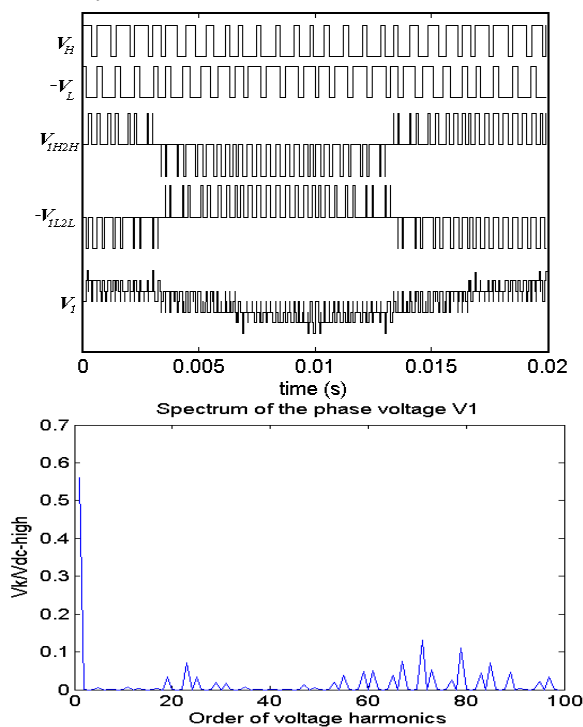 V_H
-V_L
V_1H2H
-V_1L2L
V_1
0 0.005 0.01 0.015 0.02
time (s)
Spectrum of the phase voltage V1
0.7
0.6
0.5
0.4
0.3
0.2
0.1
0
Vk/Vdc-high
0 20 40 60 80 100
Order of voltage harmonics